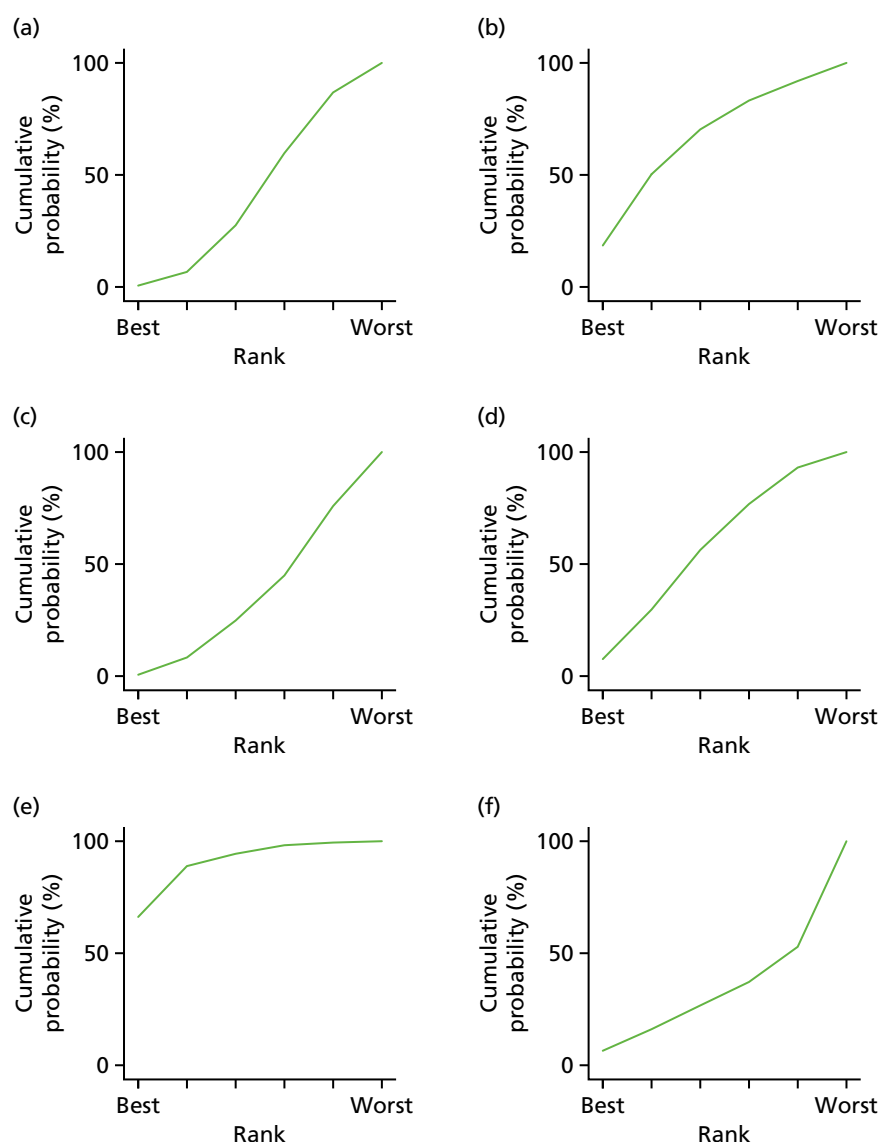 (a)
Cumulative
probability (%)
100
50
0
Best
Worst
Rank
(b)
Cumulative
probability (%)
100
50
0
Best
Worst
Rank
(c)
Cumulative
probability (%)
100
50
0
Best
Worst
Rank
(d)
Cumulative
probability (%)
100
50
0
Best
Worst
Rank
(e)
Cumulative
probability (%)
100
50
0
Best
Worst
Rank
(f)
Cumulative
probability (%)
100
50
0
Best
Worst
Rank